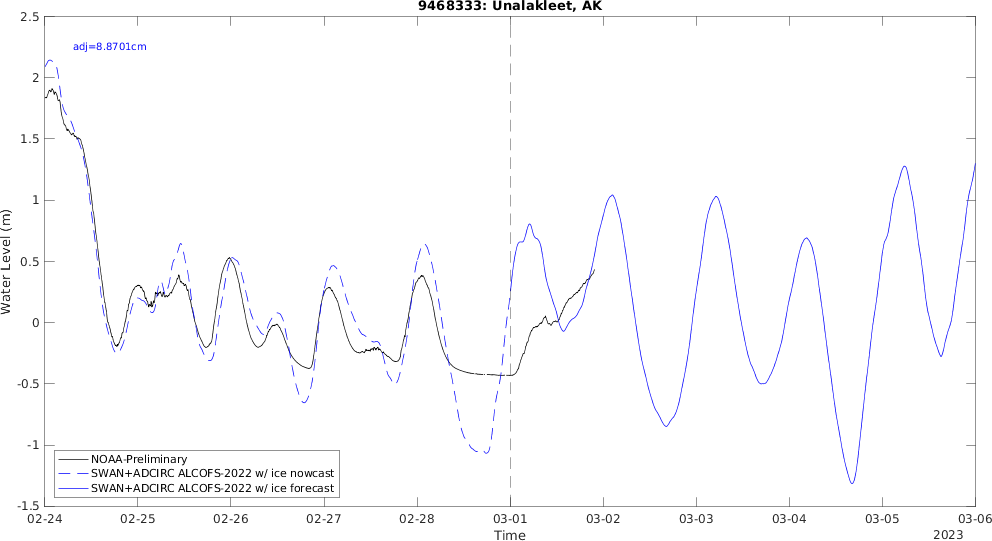 9468333: Unalakleet, AK
adj=8.8701cm
2.5
2
1.5
1
0.5
0
-0.5
-1
-1.5
Water Level (m)
NOAA-Preliminary
SWAN+ADCIRC ALCOFS-2022 w/ ice nowcast
SWAN+ADCIRC ALCOFS-2022 w/ ice forecast
02-24 02-25 02-26 02-27 02-28 03-01 03-02 03-03 03-04 03-05 03-06
Time
2023